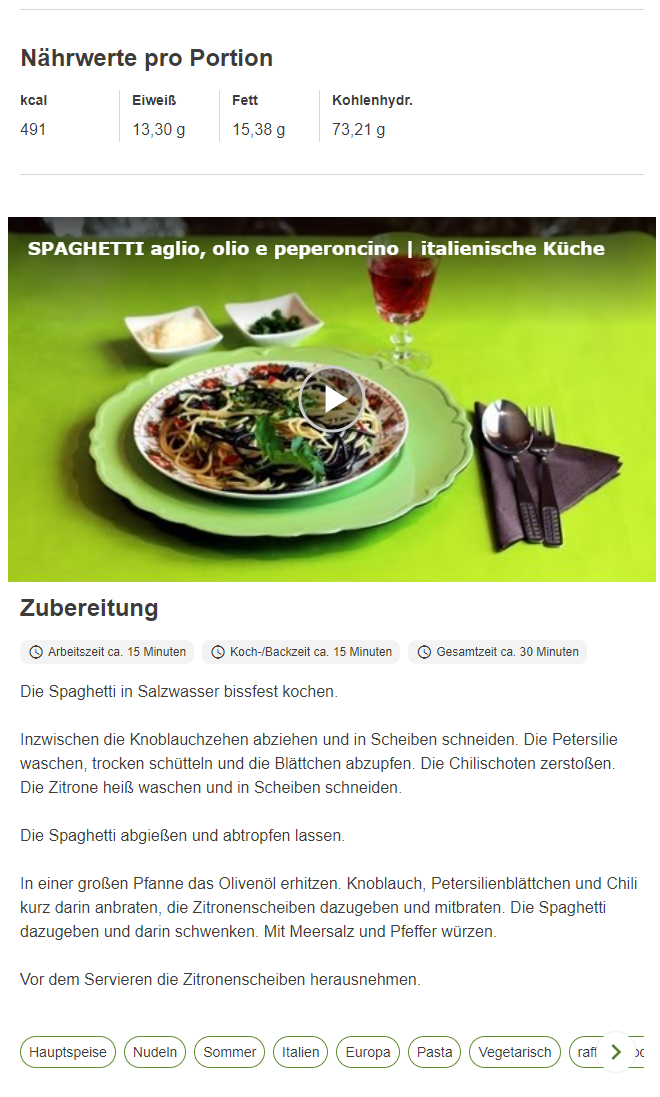 Nährwerte pro Portion
kcal Eiweiß Fett Kohlenhydr.
491 13,30 g 15,38 g 73,21 g
SPAGHETTI aglio, olio e peperoncino | italienische Küche
Zubereitung
Arbeitszeit ca. 15 Minuten Koch-/Backzeit ca. 15 Minuten Gesamtzeit ca. 30 Minuten
Die Spaghetti in Salzwasser bissfest kochen.
Inzwischen die Knoblauchzehen abziehen und in Scheiben schneiden. Die Petersilie
waschen, trocken schütteln und die Blättchen abzupfen. Die Chilischoten zerstoßen.
Die Zitrone heiß waschen und in Scheiben schneiden.
Die Spaghetti abgießen und abtropfen lassen.
In einer großen Pfanne das Olivenöl erhitzen. Knoblauch, Petersilienblättchen und Chili
kurz darin anbraten, die Zitronenscheiben dazugeben und mitbraten. Die Spaghetti
dazugeben und darin schwenken. Mit Meersalz und Pfeffer würzen.
Vor dem Servieren die Zitronenscheiben herausnehmen.
Hauptspeise Nudeln Sommer Italien Europa Pasta Vegetarisch